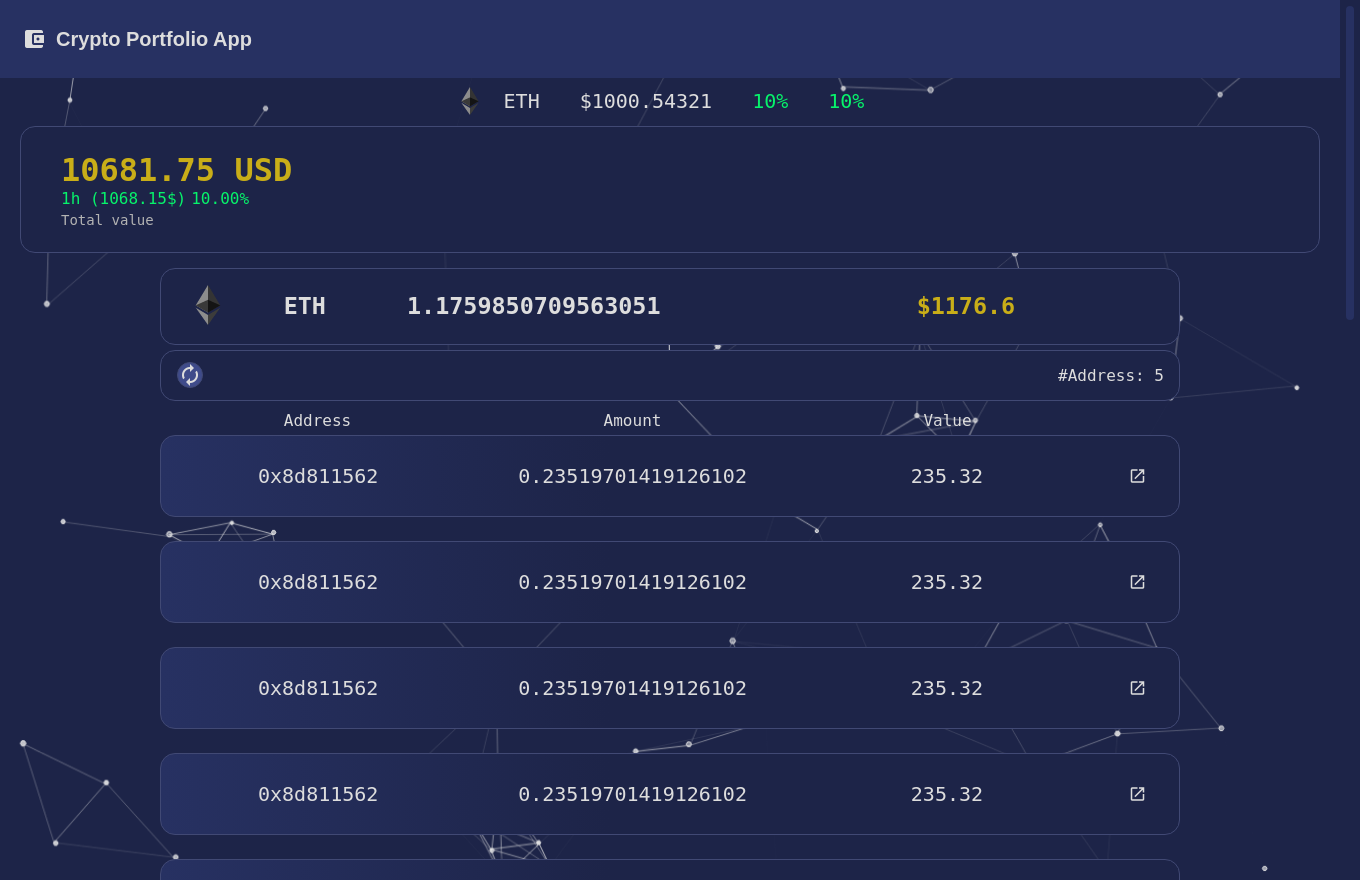 Crypto Portfolio App
ETH $1000.54321 10% 10%
10681.75 USD
1h (1068.15$) 10.00%
Total value
ETH 1.1759850709563051 $1176.6
#Address: 5
Address Amount Value
0x8d811562 0.23519701419126102 235.32
0x8d811562 0.23519701419126102 235.32
0x8d811562 0.23519701419126102 235.32
0x8d811562 0.23519701419126102 235.32